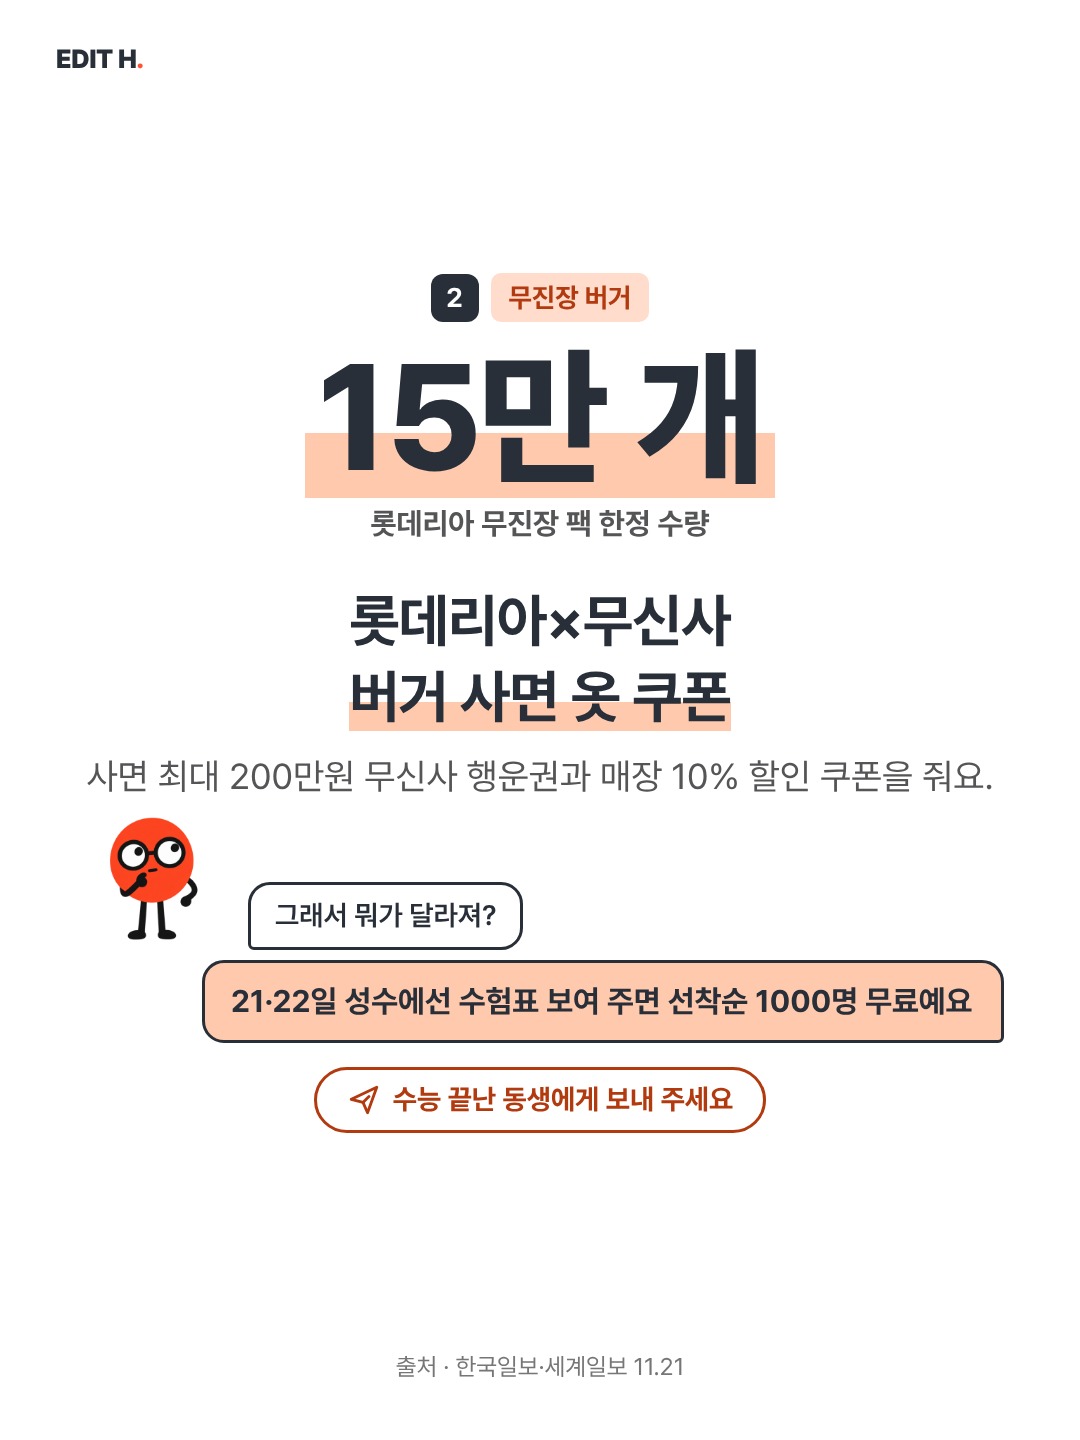 EDIT H.
2 무진장 버거
15만 개
롯데리아 무진장 팩 한정 수량
롯데리아×무신사
버거 사면 옷 쿠폰
사면 최대 200만원 무신사 행운권과 매장 10% 할인 쿠폰을 줘요.
그래서 뭐가 달라져?
21·22일 성수에선 수험표 보여 주면 선착순 1000명 무료예요
수능 끝난 동생에게 보내 주세요
출처 · 한국일보·세계일보 11.21